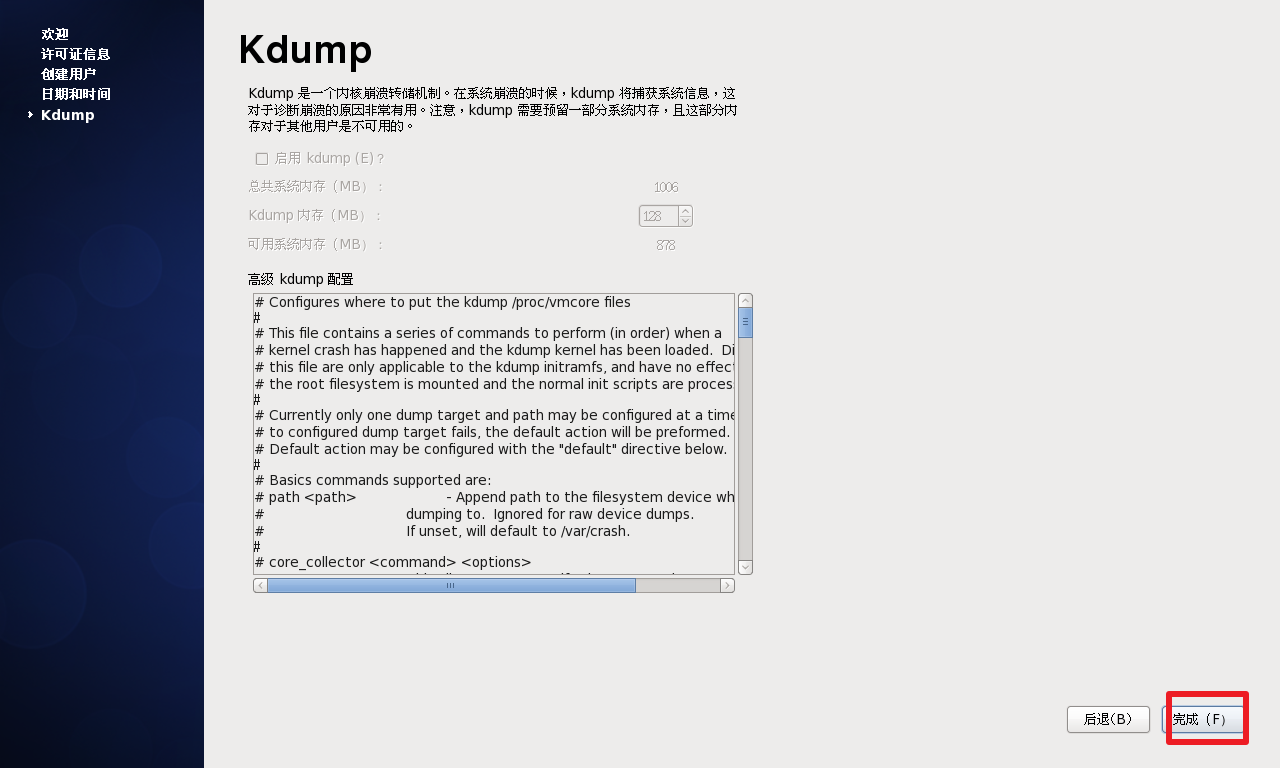 欢迎
许可证信息
创建用户
日期和时间
Kdump
Kdump
Kdump 是一个内核崩溃转储机制。在系统崩溃的时候，kdump 将捕获系统信息，这
对于诊断崩溃的原因非常有用。注意，kdump 需要预留一部分系统内存，且这部分内
存对于其他用户是不可用的。
启用 kdump (E)？
总共系统内存（MB）： 1006
Kdump 内存（MB）： 128
可用系统内存（MB）： 878
高级 kdump 配置
# Configures where to put the kdump /proc/vmcore files
#
# This file contains a series of commands to perform (in order) when a
# kernel crash has happened and the kdump kernel has been loaded.  Di
# this file are only applicable to the kdump initramfs, and have no effect
# the root filesystem is mounted and the normal init scripts are proces
#
# Currently only one dump target and path may be configured at a time
# to configured dump target fails, the default action will be preformed.
# Default action may be configured with the "default" directive below.
#
# Basics commands supported are:
# path <path> - Append path to the filesystem device wh
# dumping to.  Ignored for raw device dumps.
# If unset, will default to /var/crash.
#
# core_collector <command> <options>
后退(B) 完成（F）